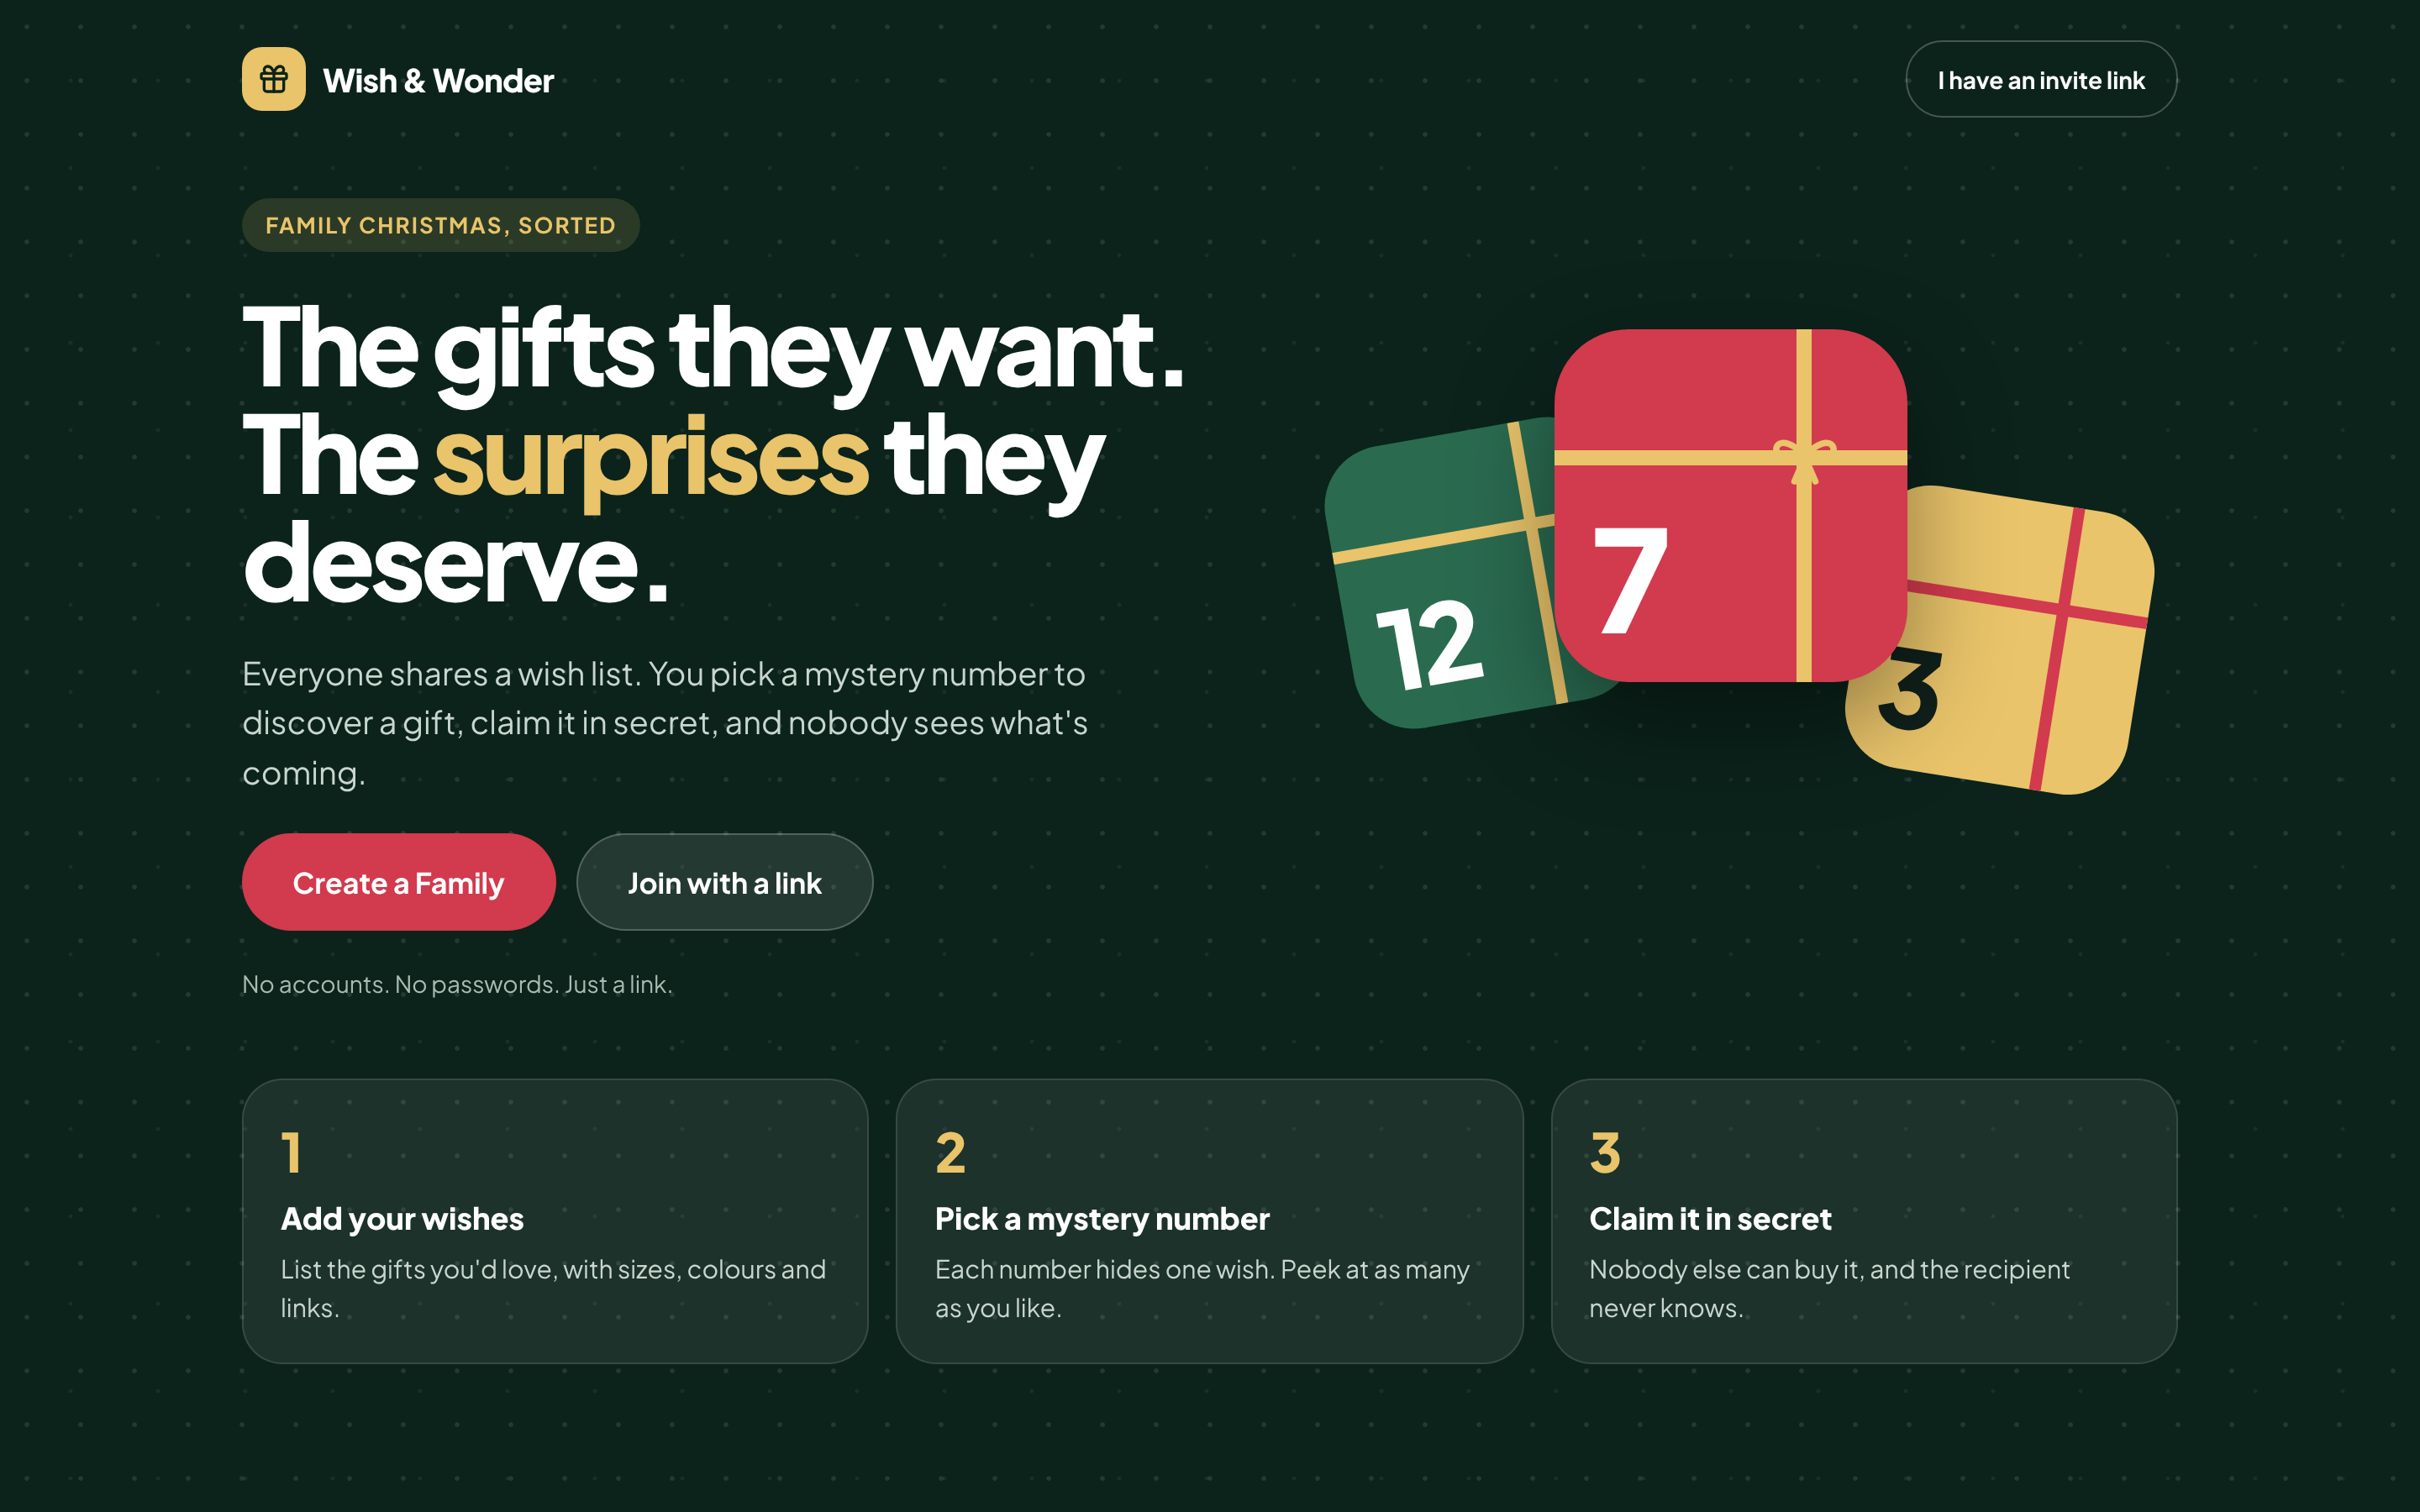 Wish & Wonder
I have an invite link
FAMILY CHRISTMAS, SORTED
The gifts they want.
The surprises they
deserve.
Everyone shares a wish list. You pick a mystery number to
discover a gift, claim it in secret, and nobody sees what's
coming.
Create a Family
Join with a link
No accounts. No passwords. Just a link.
12
7
3
1
Add your wishes
List the gifts you'd love, with sizes, colours and
links.
2
Pick a mystery number
Each number hides one wish. Peek at as many
as you like.
3
Claim it in secret
Nobody else can buy it, and the recipient
never knows.